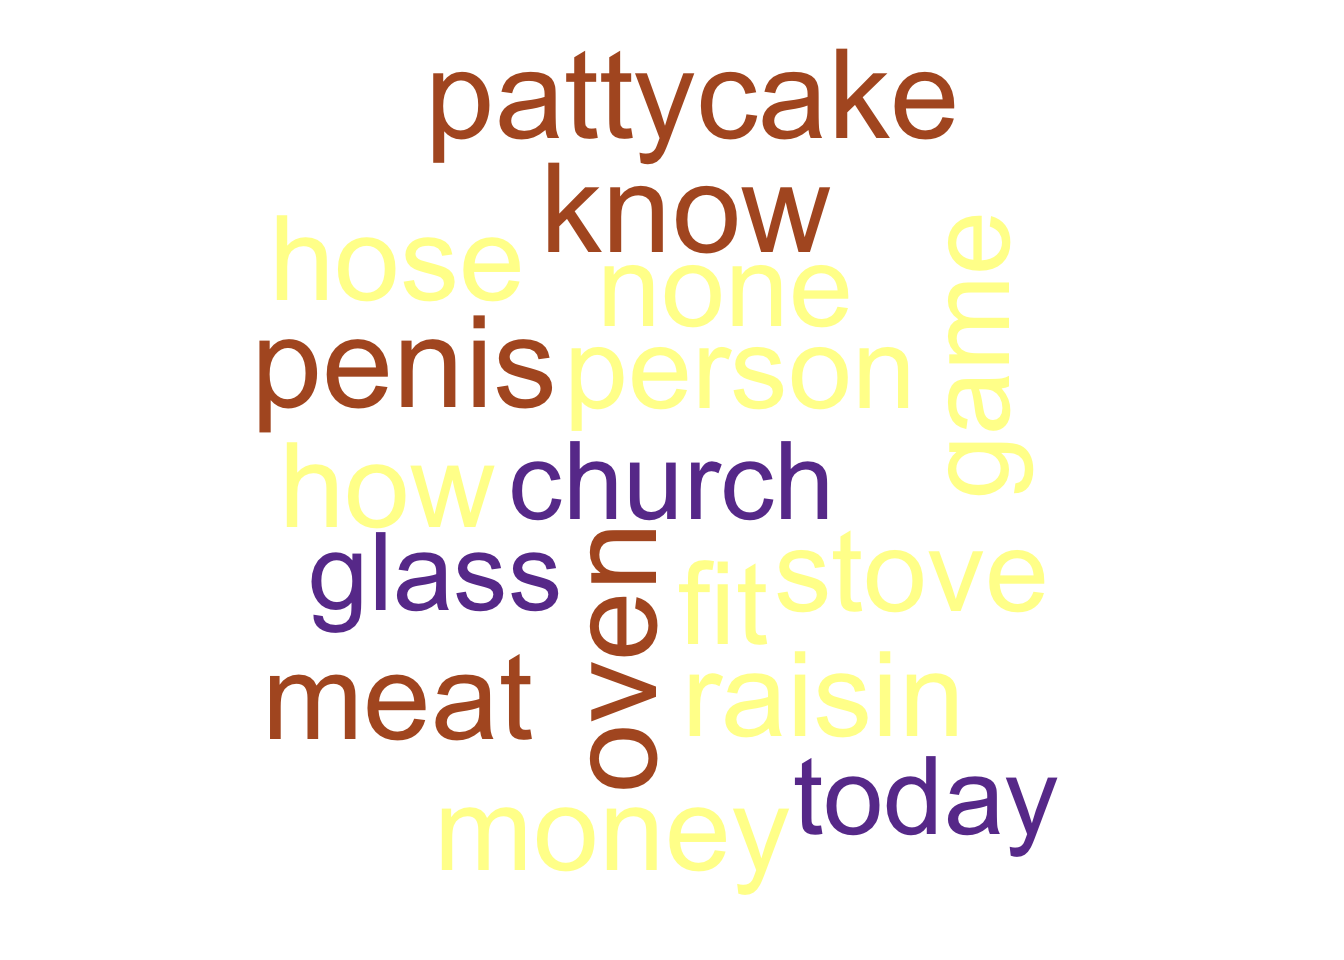 pattycake
know
hose
none
game
penis
person
how
church
glass
oven
fit
stove
meat
raisin
today
money